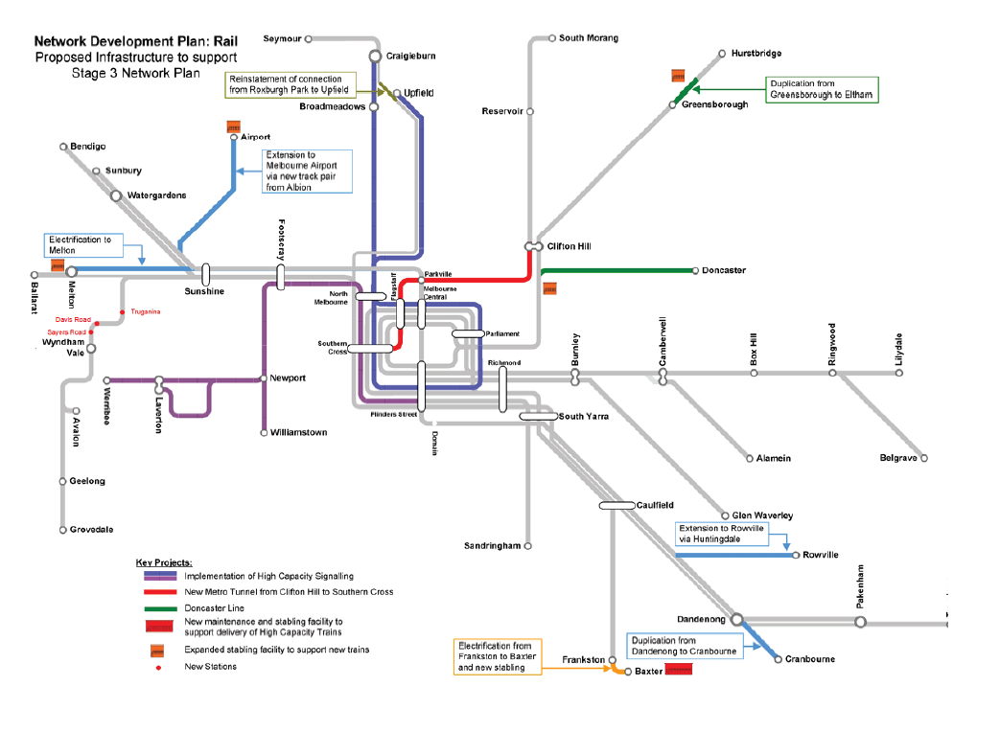 Network Development Plan: Rail
Proposed Infrastructure to support
Stage 3 Network Plan
Seymour
Craigieburn
South Morang
Hurstbridge
Reinstatement of connection
from Roxburgh Park to Upfield
Upfield
Broadmeadows
Duplication from
Greensborough to Eltham
Greensborough
Reservoir
Airport
Bendigo
Extension to
Melbourne Airport
via new track pair
from Albion
Sunbury
Watergardens
Electrification to
Melton
Footscray
Clifton Hill
Ballarat
Melton
Sunshine
Doncaster
North
Melbourne
Flagstaff
Parkville
Melbourne
Central
Truganina
Davis Road
Sayers Road
Wyndham
Vale
Southern
Cross
Parliament
Richmond
Burnley
Camberwell
Box Hill
Ringwood
Lilydale
Newport
Werribee
Laverton
Avalon
Flinders Street
South Yarra
Domain
Williamstown
Alamein
Belgrave
Geelong
Caulfield
Glen Waverley
Grovedale
Extension to Rowville
via Huntingdale
Sandringham
Rowville
Key Projects:
Implementation of High Capacity Signalling
New Metro Tunnel from Clifton Hill to Southern Cross
Doncaster Line
New maintenance and stabling facility to
support delivery of High Capacity Trains
Expanded stabling facility to support new trains
New Stations
Pakenham
Dandenong
Electrification from
Frankston to Baxter
and new stabling
Duplication from
Dandenong to Cranbourne
Frankston
Baxter
Cranbourne